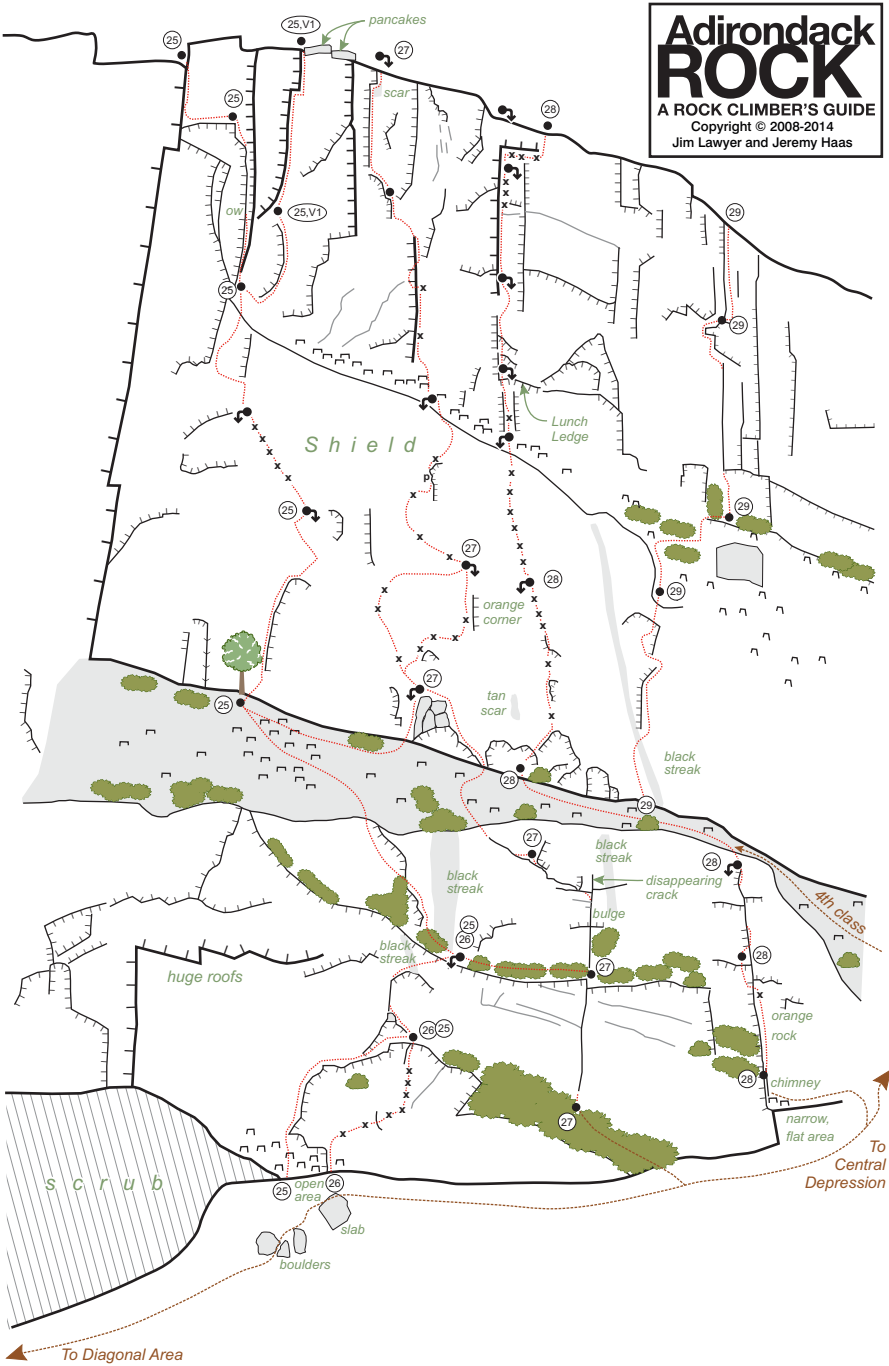 Adirondack
ROCK
A ROCK CLIMBER'S GUIDE
Copyright © 2008-2014
Jim Lawyer and Jeremy Haas
25,V1
pancakes
25
27
scar
25
28
ow
25,V1
29
25
29
Lunch
Ledge
Shield
p
25
29
27
28
29
orange
corner
27
tan
scar
25
black
streak
28
29
27
black
streak
28
black
streak
disappearing
crack
4th class
bulge
25
26
black
streak
28
27
huge roofs
orange
rock
26
25
28
chimney
27
narrow,
flat area
To
Central
Depression
scrub
25
open
area
26
slab
boulders
To Diagonal Area